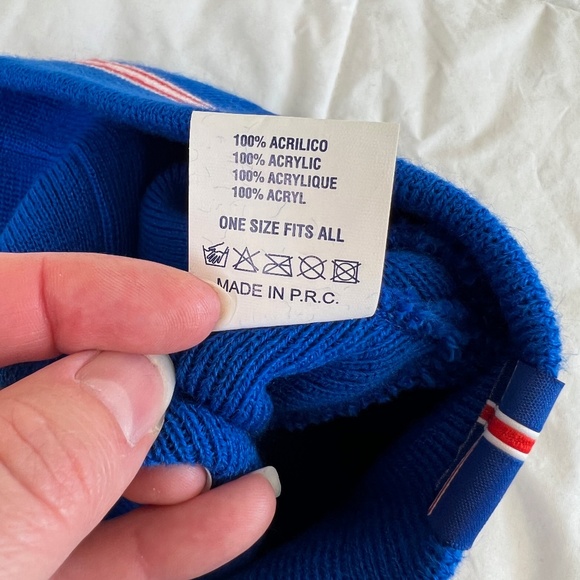 100% ACRILICO
100% ACRYLIC
100% ACRYLIQUE
100% ACRYL
ONE SIZE FITS ALL
MADE IN P.R.C.